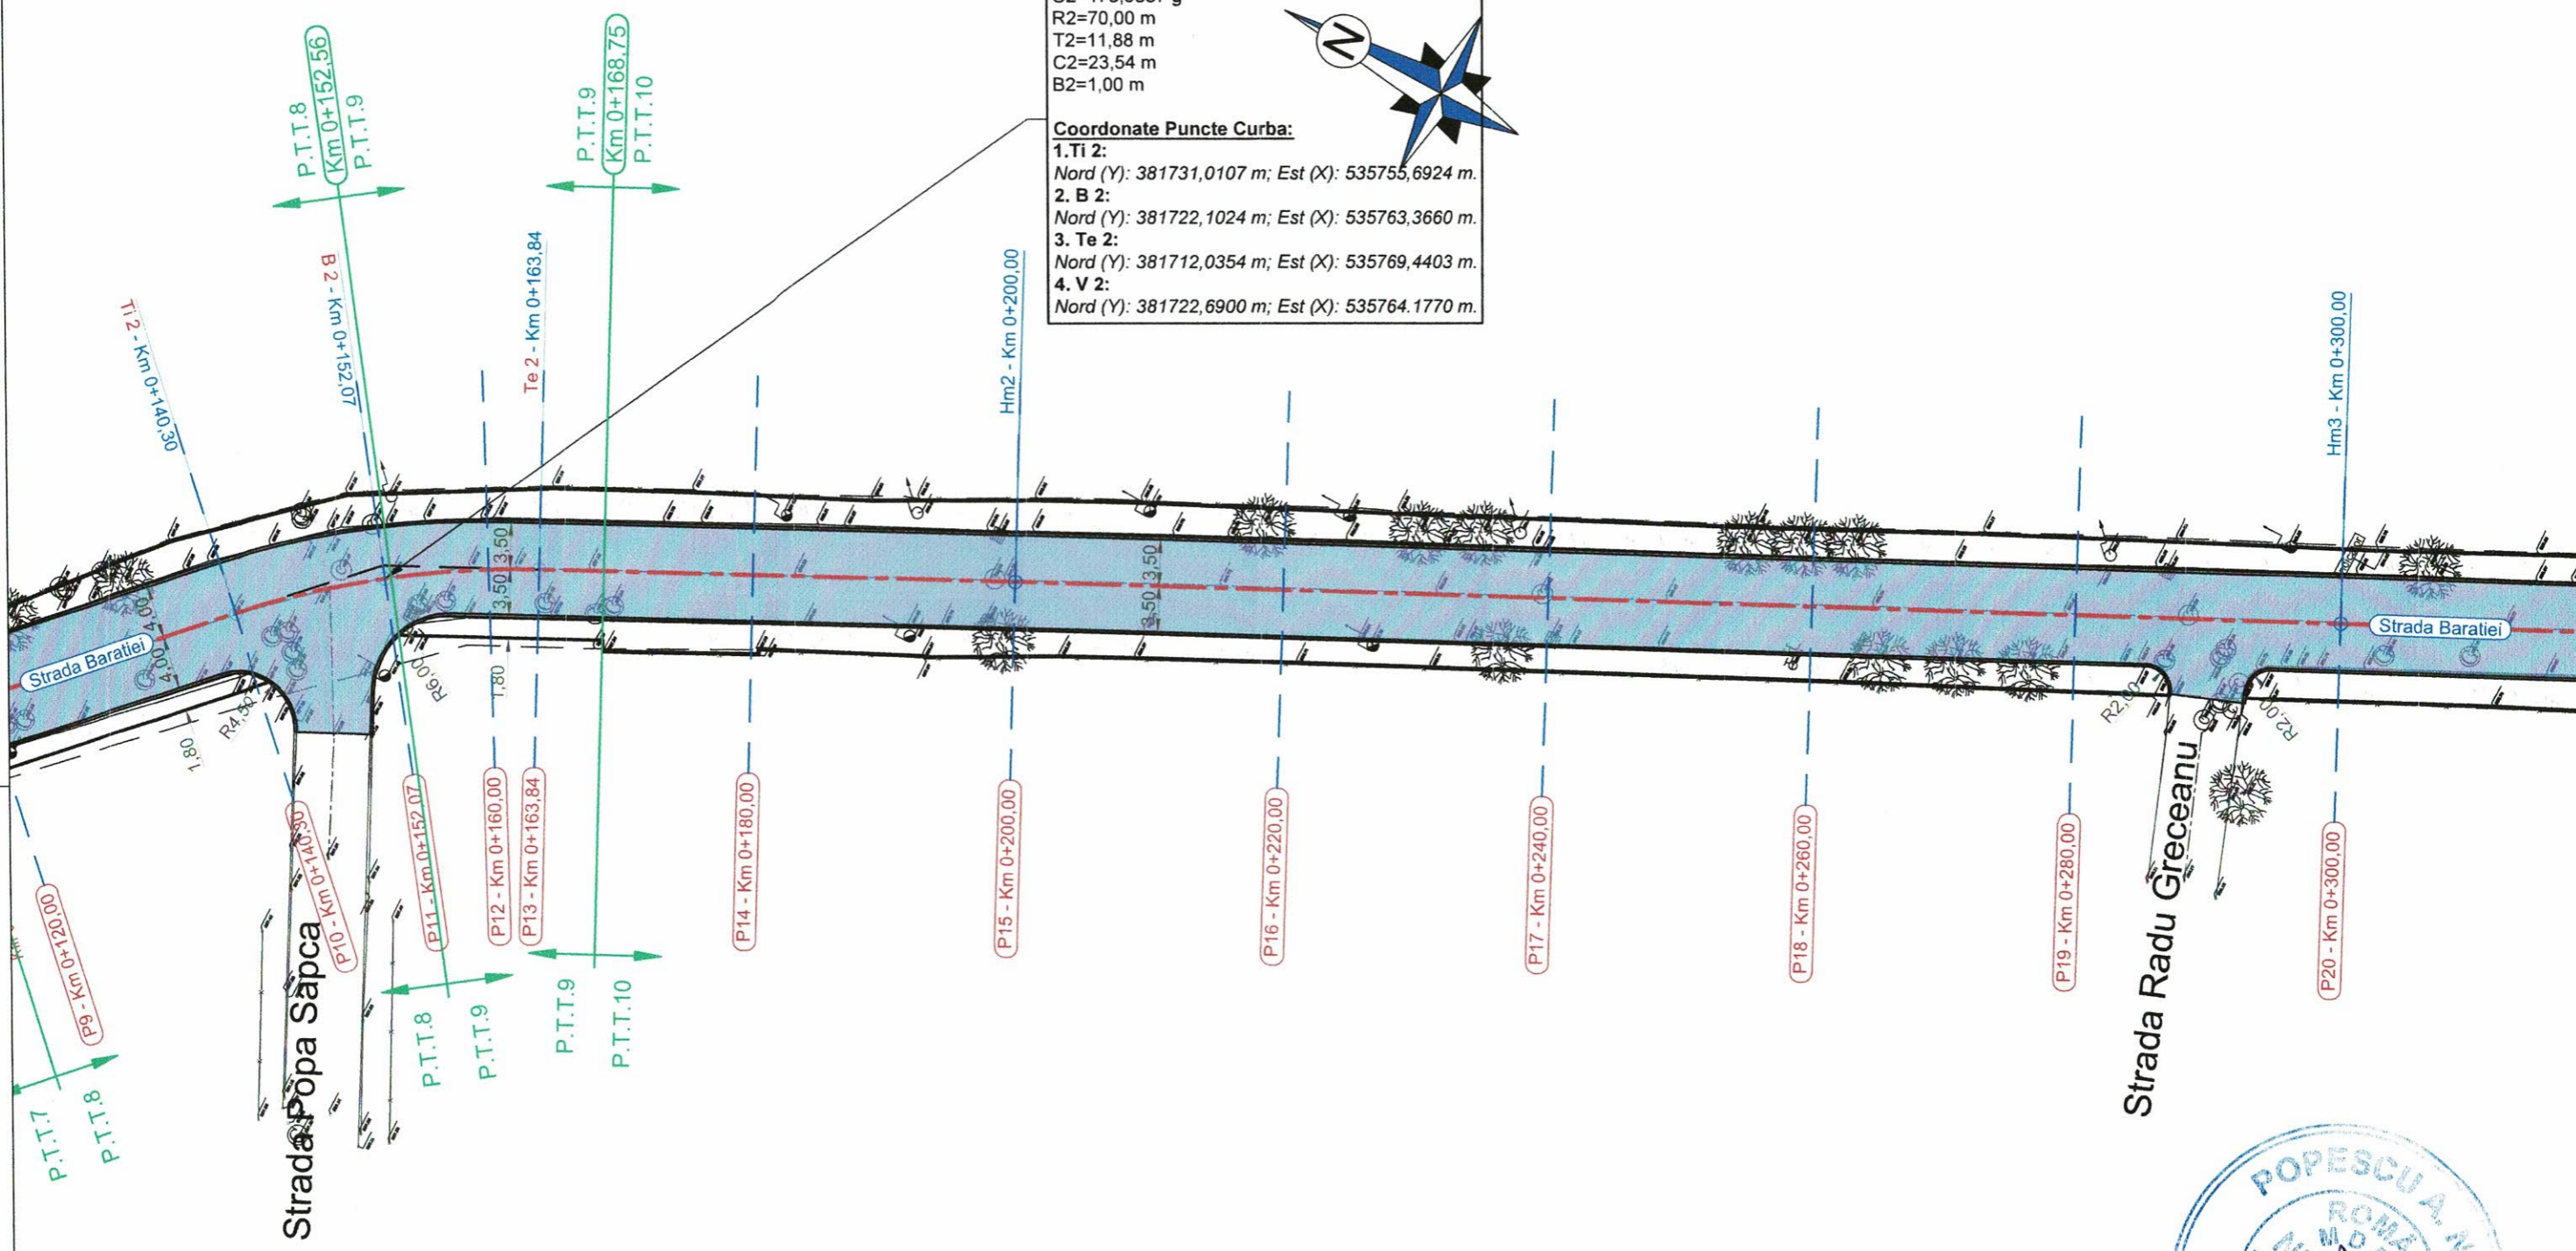 R2=70,00 m
T2=11,88 m
C2=23,54 m
B2=1,00 m
Coordonate Puncte Curba:
1.Ti 2:
Nord (Y): 381731,0107 m; Est (X): 535755,6924 m.
2. B 2:
Nord (Y): 381722,1024 m; Est (X): 535763,3660 m.
3. Te 2:
Nord (Y): 381712,0354 m; Est (X): 535769,4403 m.
4. V 2:
Nord (Y): 381722,6900 m; Est (X): 535764.1770 m.
N
P.T.T.8
Km 0+152,56
P.T.T.9
P.T.T.9
Km 0+168,75
P.T.T.10
Ti 2 - Km 0+140,30
B 2 - Km 0+152,07
Te 2 - Km 0+163,84
Hm2 - Km 0+200,00
Hm3 - Km 0+300,00
Strada Baratiei
4,00
4,00
3,50
3,50
3,50
3,50
Strada Baratiei
1,80
R4,50
R6,00
1,80
R2,00
R2,00
P9 - Km 0+120,00
P10 - Km 0+140,30
P11 - Km 0+152,07
P12 - Km 0+160,00
P13 - Km 0+163,84
P14 - Km 0+180,00
P15 - Km 0+200,00
P16 - Km 0+220,00
P17 - Km 0+240,00
P18 - Km 0+260,00
P19 - Km 0+280,00
P20 - Km 0+300,00
P.T.T.7
P.T.T.8
P.T.T.8
P.T.T.9
P.T.T.9
P.T.T.10
Strada Popa Sapca
Strada Radu Greceanu
POPESCU A. N